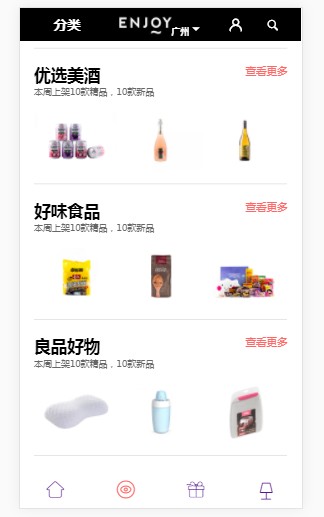 分类 ENJOY 广州
优选美酒 查看更多
本周上架10款精品，10款新品
好味食品 查看更多
本周上架10款精品，10款新品
良品好物 查看更多
本周上架10款精品，10款新品